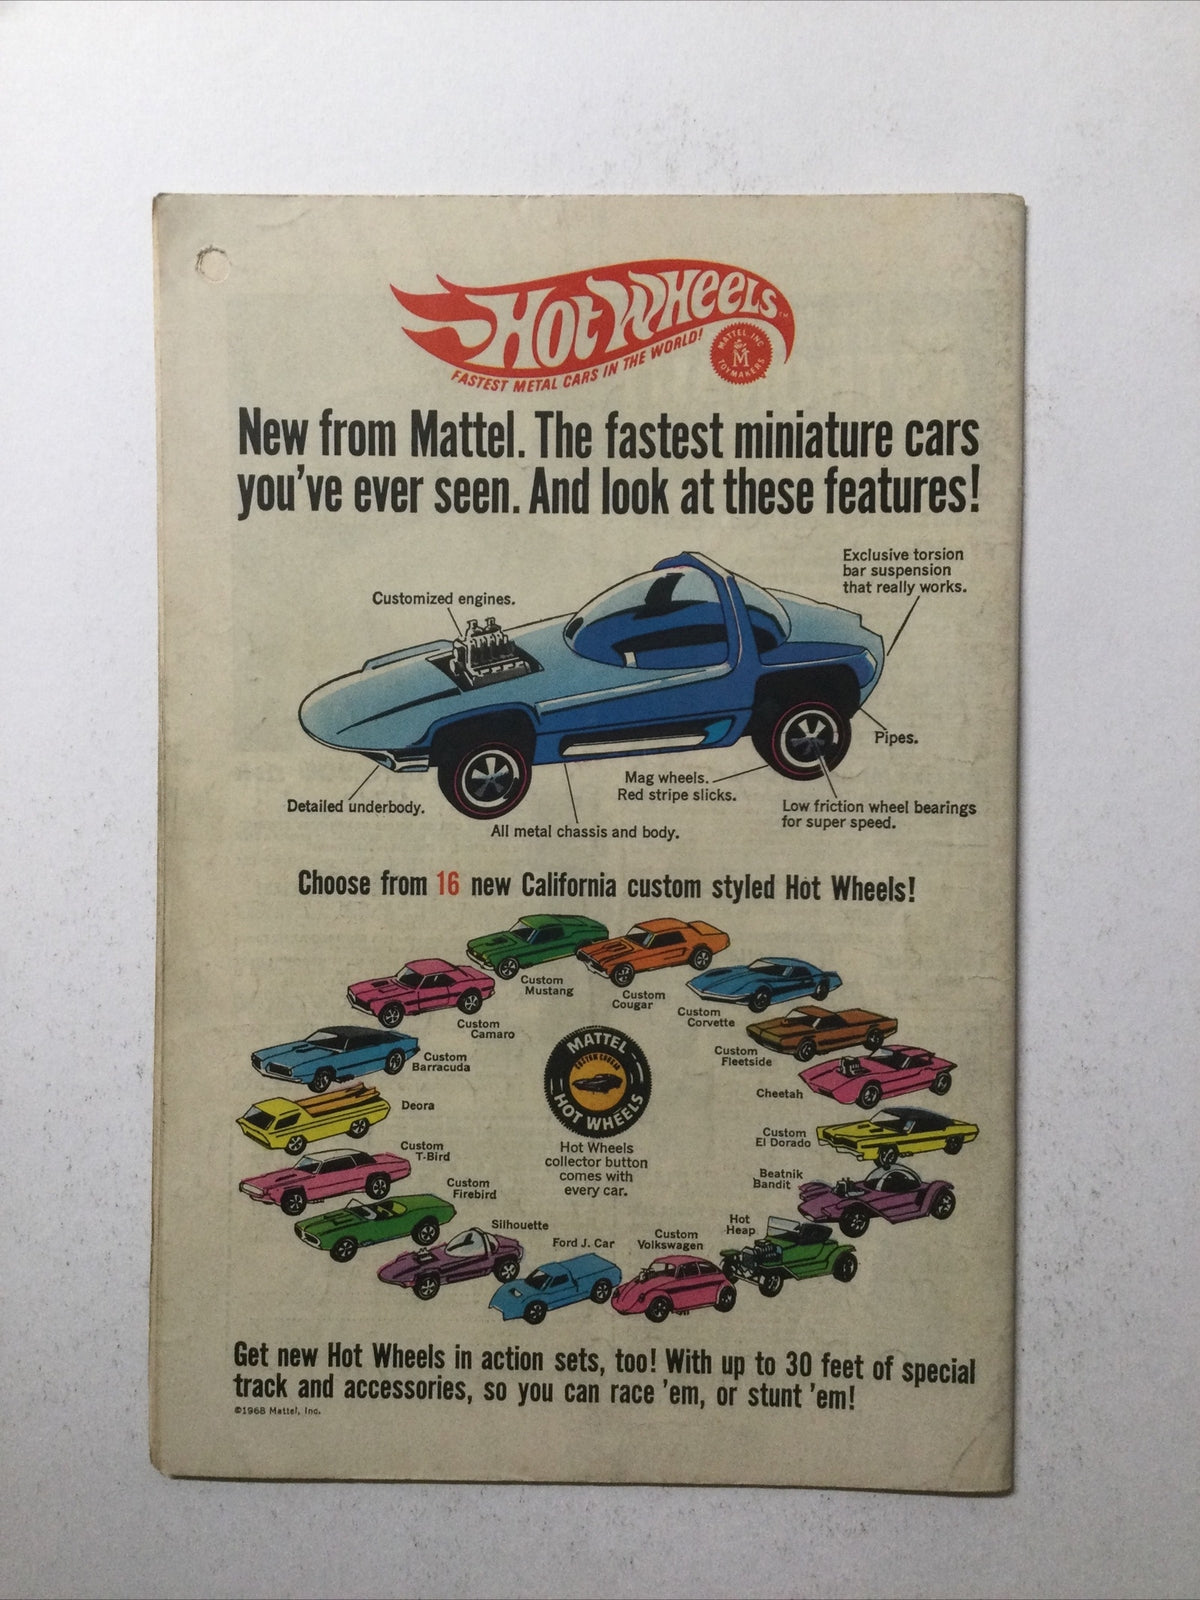 Hot Wheels
TM
FASTEST METAL CARS IN THE WORLD!
MATTEL, INC.
M
TOYMAKERS
New from Mattel. The fastest miniature cars
you've ever seen. And look at these features!
Exclusive torsion
bar suspension
that really works.
Customized engines.
Pipes.
Mag wheels.
Red stripe slicks.
Detailed underbody.
Low friction wheel bearings
for super speed.
All metal chassis and body.
Choose from 16 new California custom styled Hot Wheels!
Custom
Mustang
Custom
Cougar
Custom
Camaro
Custom
Corvette
Custom
Barracuda
Custom
Fleetside
Deora
Cheetah
Custom
T-Bird
Custom
El Dorado
Custom
Firebird
Beatnik
Bandit
Silhouette
Ford J. Car
Custom
Volkswagen
Hot
Heap
MATTEL
CUSTOM COUGAR
HOT WHEELS
Hot Wheels
collector button
comes with
every car.
Get new Hot Wheels in action sets, too! With up to 30 feet of special
track and accessories, so you can race 'em, or stunt 'em!
©1968 Mattel, Inc.